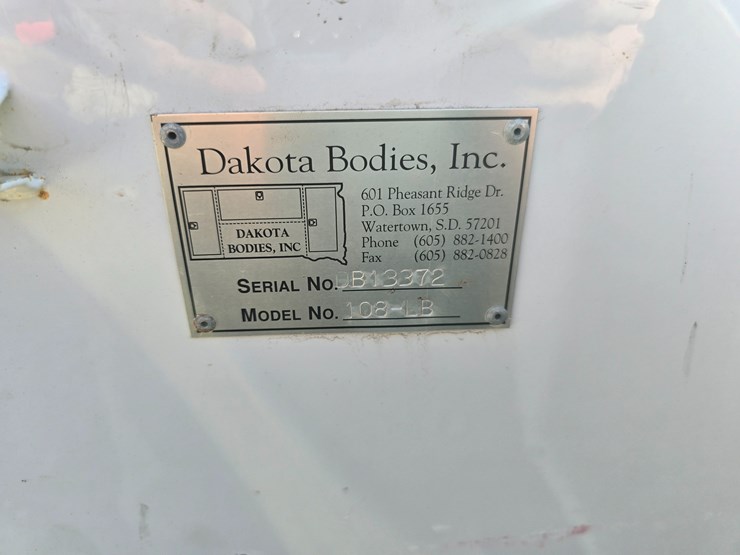 Dakota Bodies, Inc.
DAKOTA
BODIES, INC
601 Pheasant Ridge Dr.
P.O. Box 1655
Watertown, S.D. 57201
Phone (605) 882-1400
Fax (605) 882-0828
SERIAL NO. DB13372
MODEL NO. 108-LB